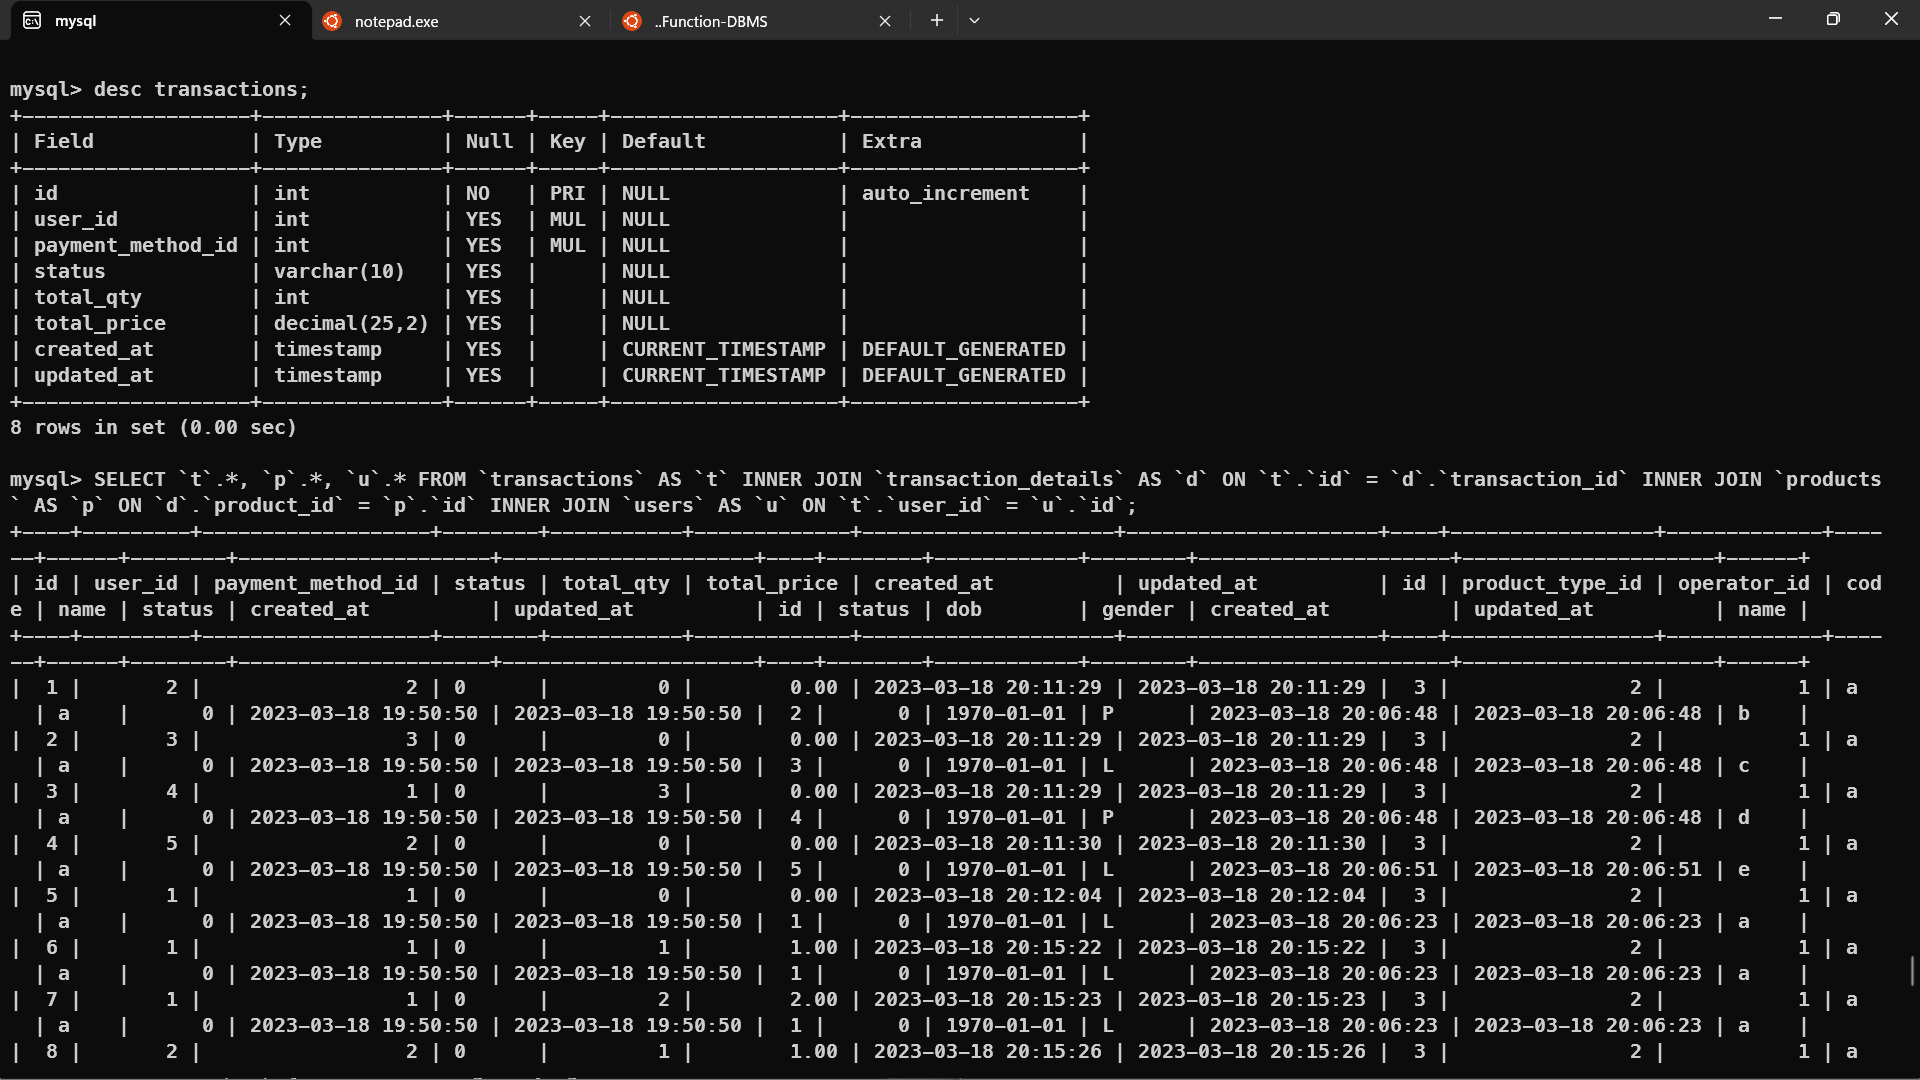 mysql
notepad.exe
..Function-DBMS
mysql> desc transactions;
+-------------------+---------------+------+-----+-------------------+-------------------+
| Field             | Type          | Null | Key | Default           | Extra             |
+-------------------+---------------+------+-----+-------------------+-------------------+
| id                | int           | NO   | PRI | NULL              | auto_increment    |
| user_id           | int           | YES  | MUL | NULL              |                   |
| payment_method_id | int           | YES  | MUL | NULL              |                   |
| status            | varchar(10)   | YES  |     | NULL              |                   |
| total_qty         | int           | YES  |     | NULL              |                   |
| total_price       | decimal(25,2) | YES  |     | NULL              |                   |
| created_at        | timestamp     | YES  |     | CURRENT_TIMESTAMP | DEFAULT_GENERATED |
| updated_at        | timestamp     | YES  |     | CURRENT_TIMESTAMP | DEFAULT_GENERATED |
+-------------------+---------------+------+-----+-------------------+-------------------+
8 rows in set (0.00 sec)
mysql> SELECT `t`.*, `p`.*, `u`.* FROM `transactions` AS `t` INNER JOIN `transaction_details` AS `d` ON `t`.`id` = `d`.`transaction_id` INNER JOIN `products
` AS `p` ON `d`.`product_id` = `p`.`id` INNER JOIN `users` AS `u` ON `t`.`user_id` = `u`.`id`;
+----+---------+-------------------+--------+-----------+-------------+---------------------+---------------------+----+-----------------+-------------+----
--+------+--------+---------------------+---------------------+----+--------+------------+--------+---------------------+---------------------+------+
| id | user_id | payment_method_id | status | total_qty | total_price | created_at          | updated_at          | id | product_type_id | operator_id | cod
e | name | status | created_at          | updated_at          | id | status | dob        | gender | created_at          | updated_at          | name |
+----+---------+-------------------+--------+-----------+-------------+---------------------+---------------------+----+-----------------+-------------+----
--+------+--------+---------------------+---------------------+----+--------+------------+--------+---------------------+---------------------+------+
|  1 |       2 |                 2 | 0      |         0 |        0.00 | 2023-03-18 20:11:29 | 2023-03-18 20:11:29 |  3 |               2 |           1 | a
  | a    |      0 | 2023-03-18 19:50:50 | 2023-03-18 19:50:50 |  2 |      0 | 1970-01-01 | P      | 2023-03-18 20:06:48 | 2023-03-18 20:06:48 | b    |
|  2 |       3 |                 3 | 0      |         0 |        0.00 | 2023-03-18 20:11:29 | 2023-03-18 20:11:29 |  3 |               2 |           1 | a
  | a    |      0 | 2023-03-18 19:50:50 | 2023-03-18 19:50:50 |  3 |      0 | 1970-01-01 | L      | 2023-03-18 20:06:48 | 2023-03-18 20:06:48 | c    |
|  3 |       4 |                 1 | 0      |         3 |        0.00 | 2023-03-18 20:11:29 | 2023-03-18 20:11:29 |  3 |               2 |           1 | a
  | a    |      0 | 2023-03-18 19:50:50 | 2023-03-18 19:50:50 |  4 |      0 | 1970-01-01 | P      | 2023-03-18 20:06:48 | 2023-03-18 20:06:48 | d    |
|  4 |       5 |                 2 | 0      |         0 |        0.00 | 2023-03-18 20:11:30 | 2023-03-18 20:11:30 |  3 |               2 |           1 | a
  | a    |      0 | 2023-03-18 19:50:50 | 2023-03-18 19:50:50 |  5 |      0 | 1970-01-01 | L      | 2023-03-18 20:06:51 | 2023-03-18 20:06:51 | e    |
|  5 |       1 |                 1 | 0      |         0 |        0.00 | 2023-03-18 20:12:04 | 2023-03-18 20:12:04 |  3 |               2 |           1 | a
  | a    |      0 | 2023-03-18 19:50:50 | 2023-03-18 19:50:50 |  1 |      0 | 1970-01-01 | L      | 2023-03-18 20:06:23 | 2023-03-18 20:06:23 | a    |
|  6 |       1 |                 1 | 0      |         1 |        1.00 | 2023-03-18 20:15:22 | 2023-03-18 20:15:22 |  3 |               2 |           1 | a
  | a    |      0 | 2023-03-18 19:50:50 | 2023-03-18 19:50:50 |  1 |      0 | 1970-01-01 | L      | 2023-03-18 20:06:23 | 2023-03-18 20:06:23 | a    |
|  7 |       1 |                 1 | 0      |         2 |        2.00 | 2023-03-18 20:15:23 | 2023-03-18 20:15:23 |  3 |               2 |           1 | a
  | a    |      0 | 2023-03-18 19:50:50 | 2023-03-18 19:50:50 |  1 |      0 | 1970-01-01 | L      | 2023-03-18 20:06:23 | 2023-03-18 20:06:23 | a    |
|  8 |       2 |                 2 | 0      |         1 |        1.00 | 2023-03-18 20:15:26 | 2023-03-18 20:15:26 |  3 |               2 |           1 | a